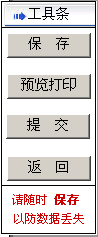 工具条
保 存
预览打印
提 交
返 回
请随时 保存
以防数据丢失